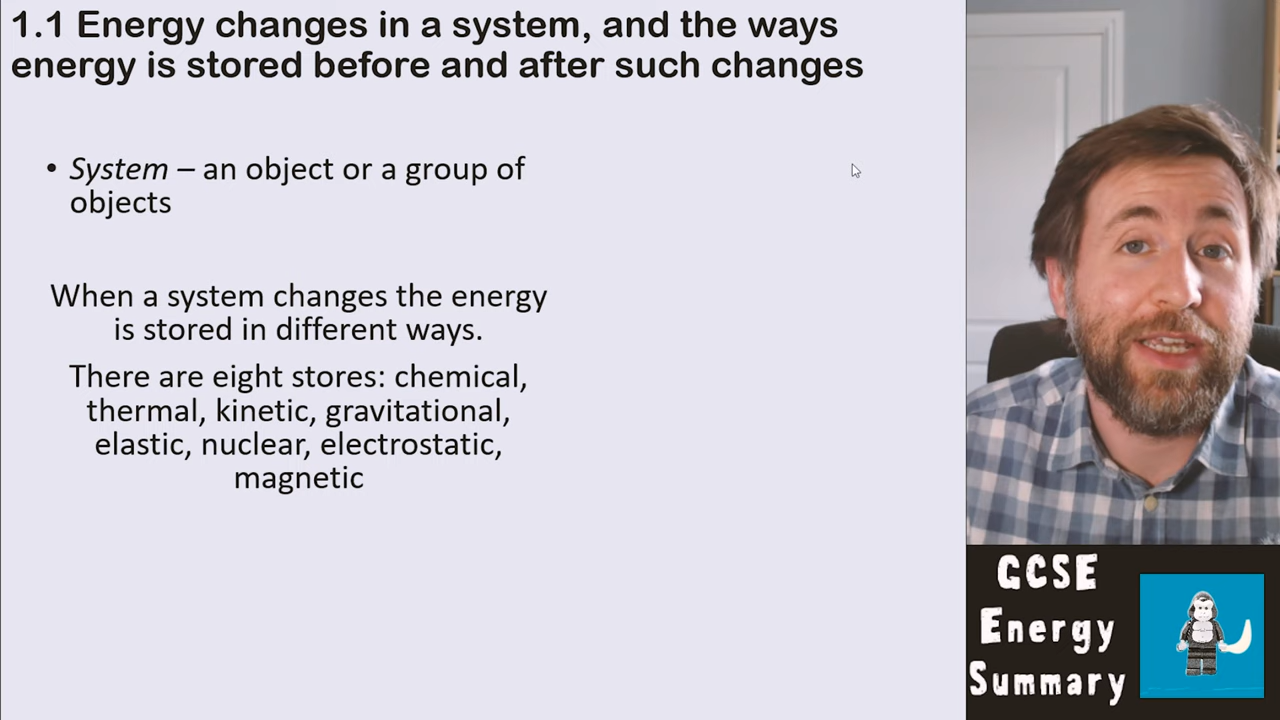 1.1 Energy changes in a system, and the ways
energy is stored before and after such changes
• System – an object or a group of
objects
When a system changes the energy
is stored in different ways.
There are eight stores: chemical,
thermal, kinetic, gravitational,
elastic, nuclear, electrostatic,
magnetic
GCSE
Energy
Summary